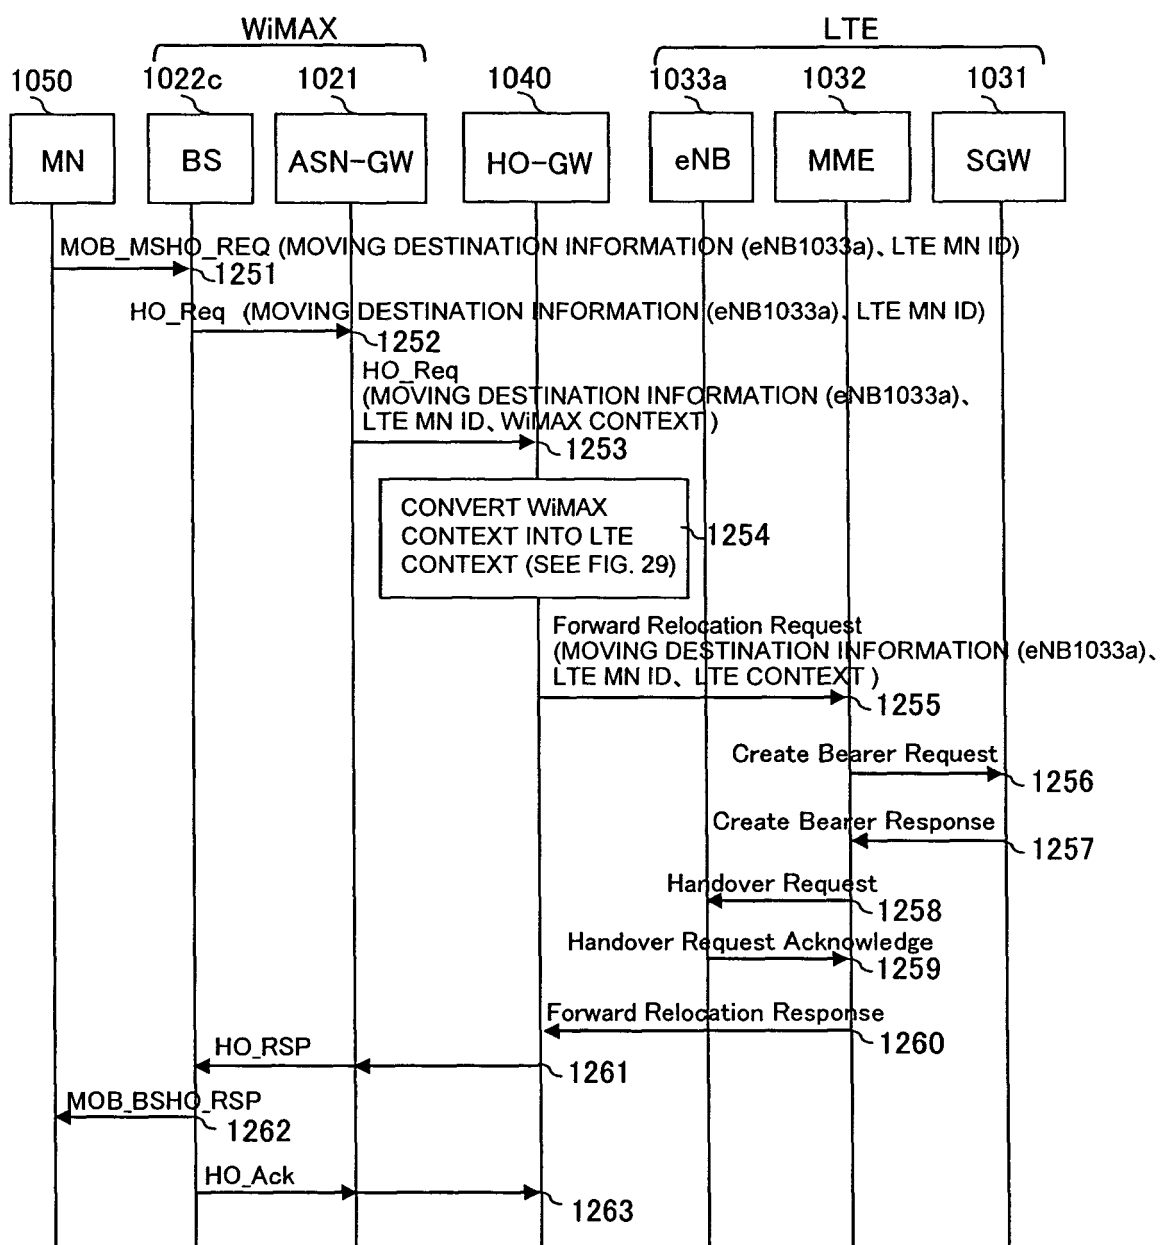 WiMAX LTE
1050 1022c 1021 1040 1033a 1032 1031
MN BS ASN-GW HO-GW eNB MME SGW
MOB_MSHO_REQ (MOVING DESTINATION INFORMATION (eNB1033a)、LTE MN ID)
1251
HO_Req (MOVING DESTINATION INFORMATION (eNB1033a)、LTE MN ID)
1252
HO_Req
(MOVING DESTINATION INFORMATION (eNB1033a)、
LTE MN ID、WiMAX CONTEXT)
1253
CONVERT WiMAX
CONTEXT INTO LTE
CONTEXT (SEE FIG. 29)
1254
Forward Relocation Request
(MOVING DESTINATION INFORMATION (eNB1033a)、
LTE MN ID、LTE CONTEXT)
1255
Create Bearer Request
1256
Create Bearer Response
1257
Handover Request
1258
Handover Request Acknowledge
1259
Forward Relocation Response
1260
HO_RSP
1261
MOB_BSHO_RSP
1262
HO_Ack
1263